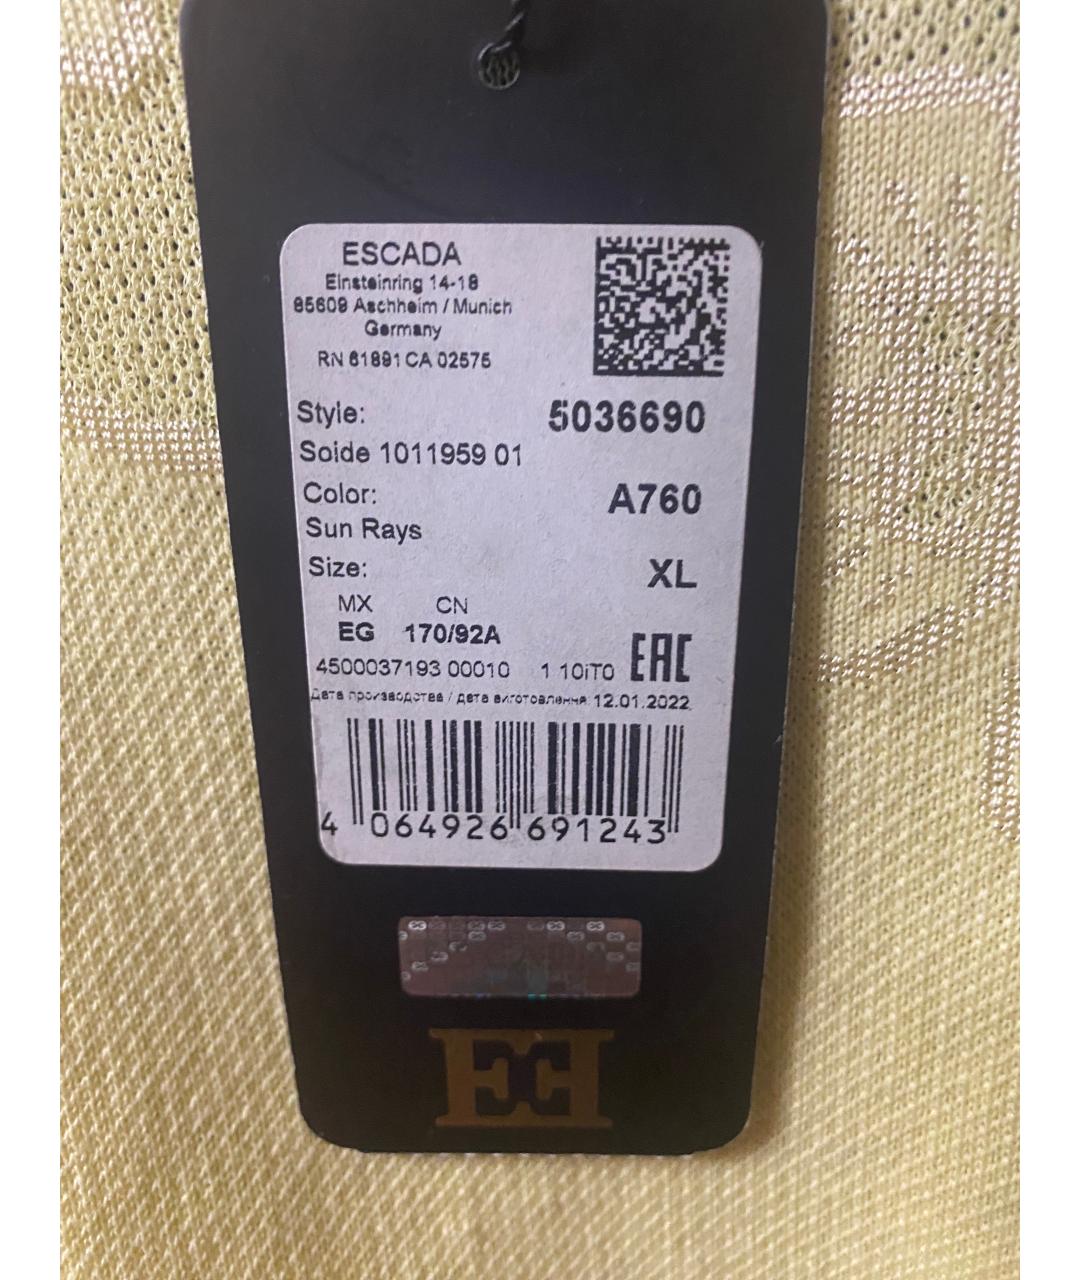 ESCADA
Einsteinring 14-18
85609 Aschheim / Munich
Germany
RN 61891 CA 02575
Style: 5036690
Soide 1011959 01
Color: A760
Sun Rays
Size: XL
MX CN
EG 170/92A
EAC
4500037193 00010 1 10iT0
Дата производства / дата виготовлення 12.01.2022
4 064926 691243